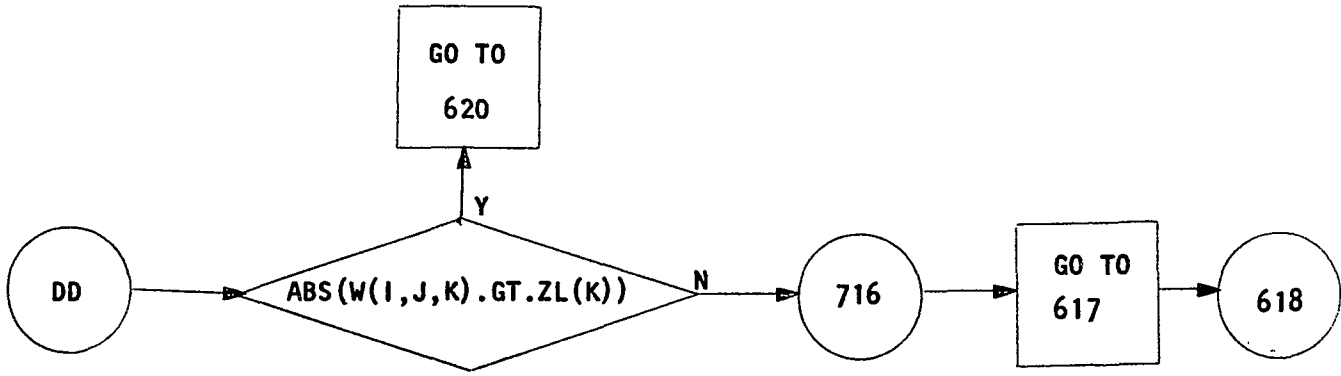 GO TO
620
Y
DD
ABS(W(I,J,K).GT.ZL(K))
N
716
GO TO
617
618